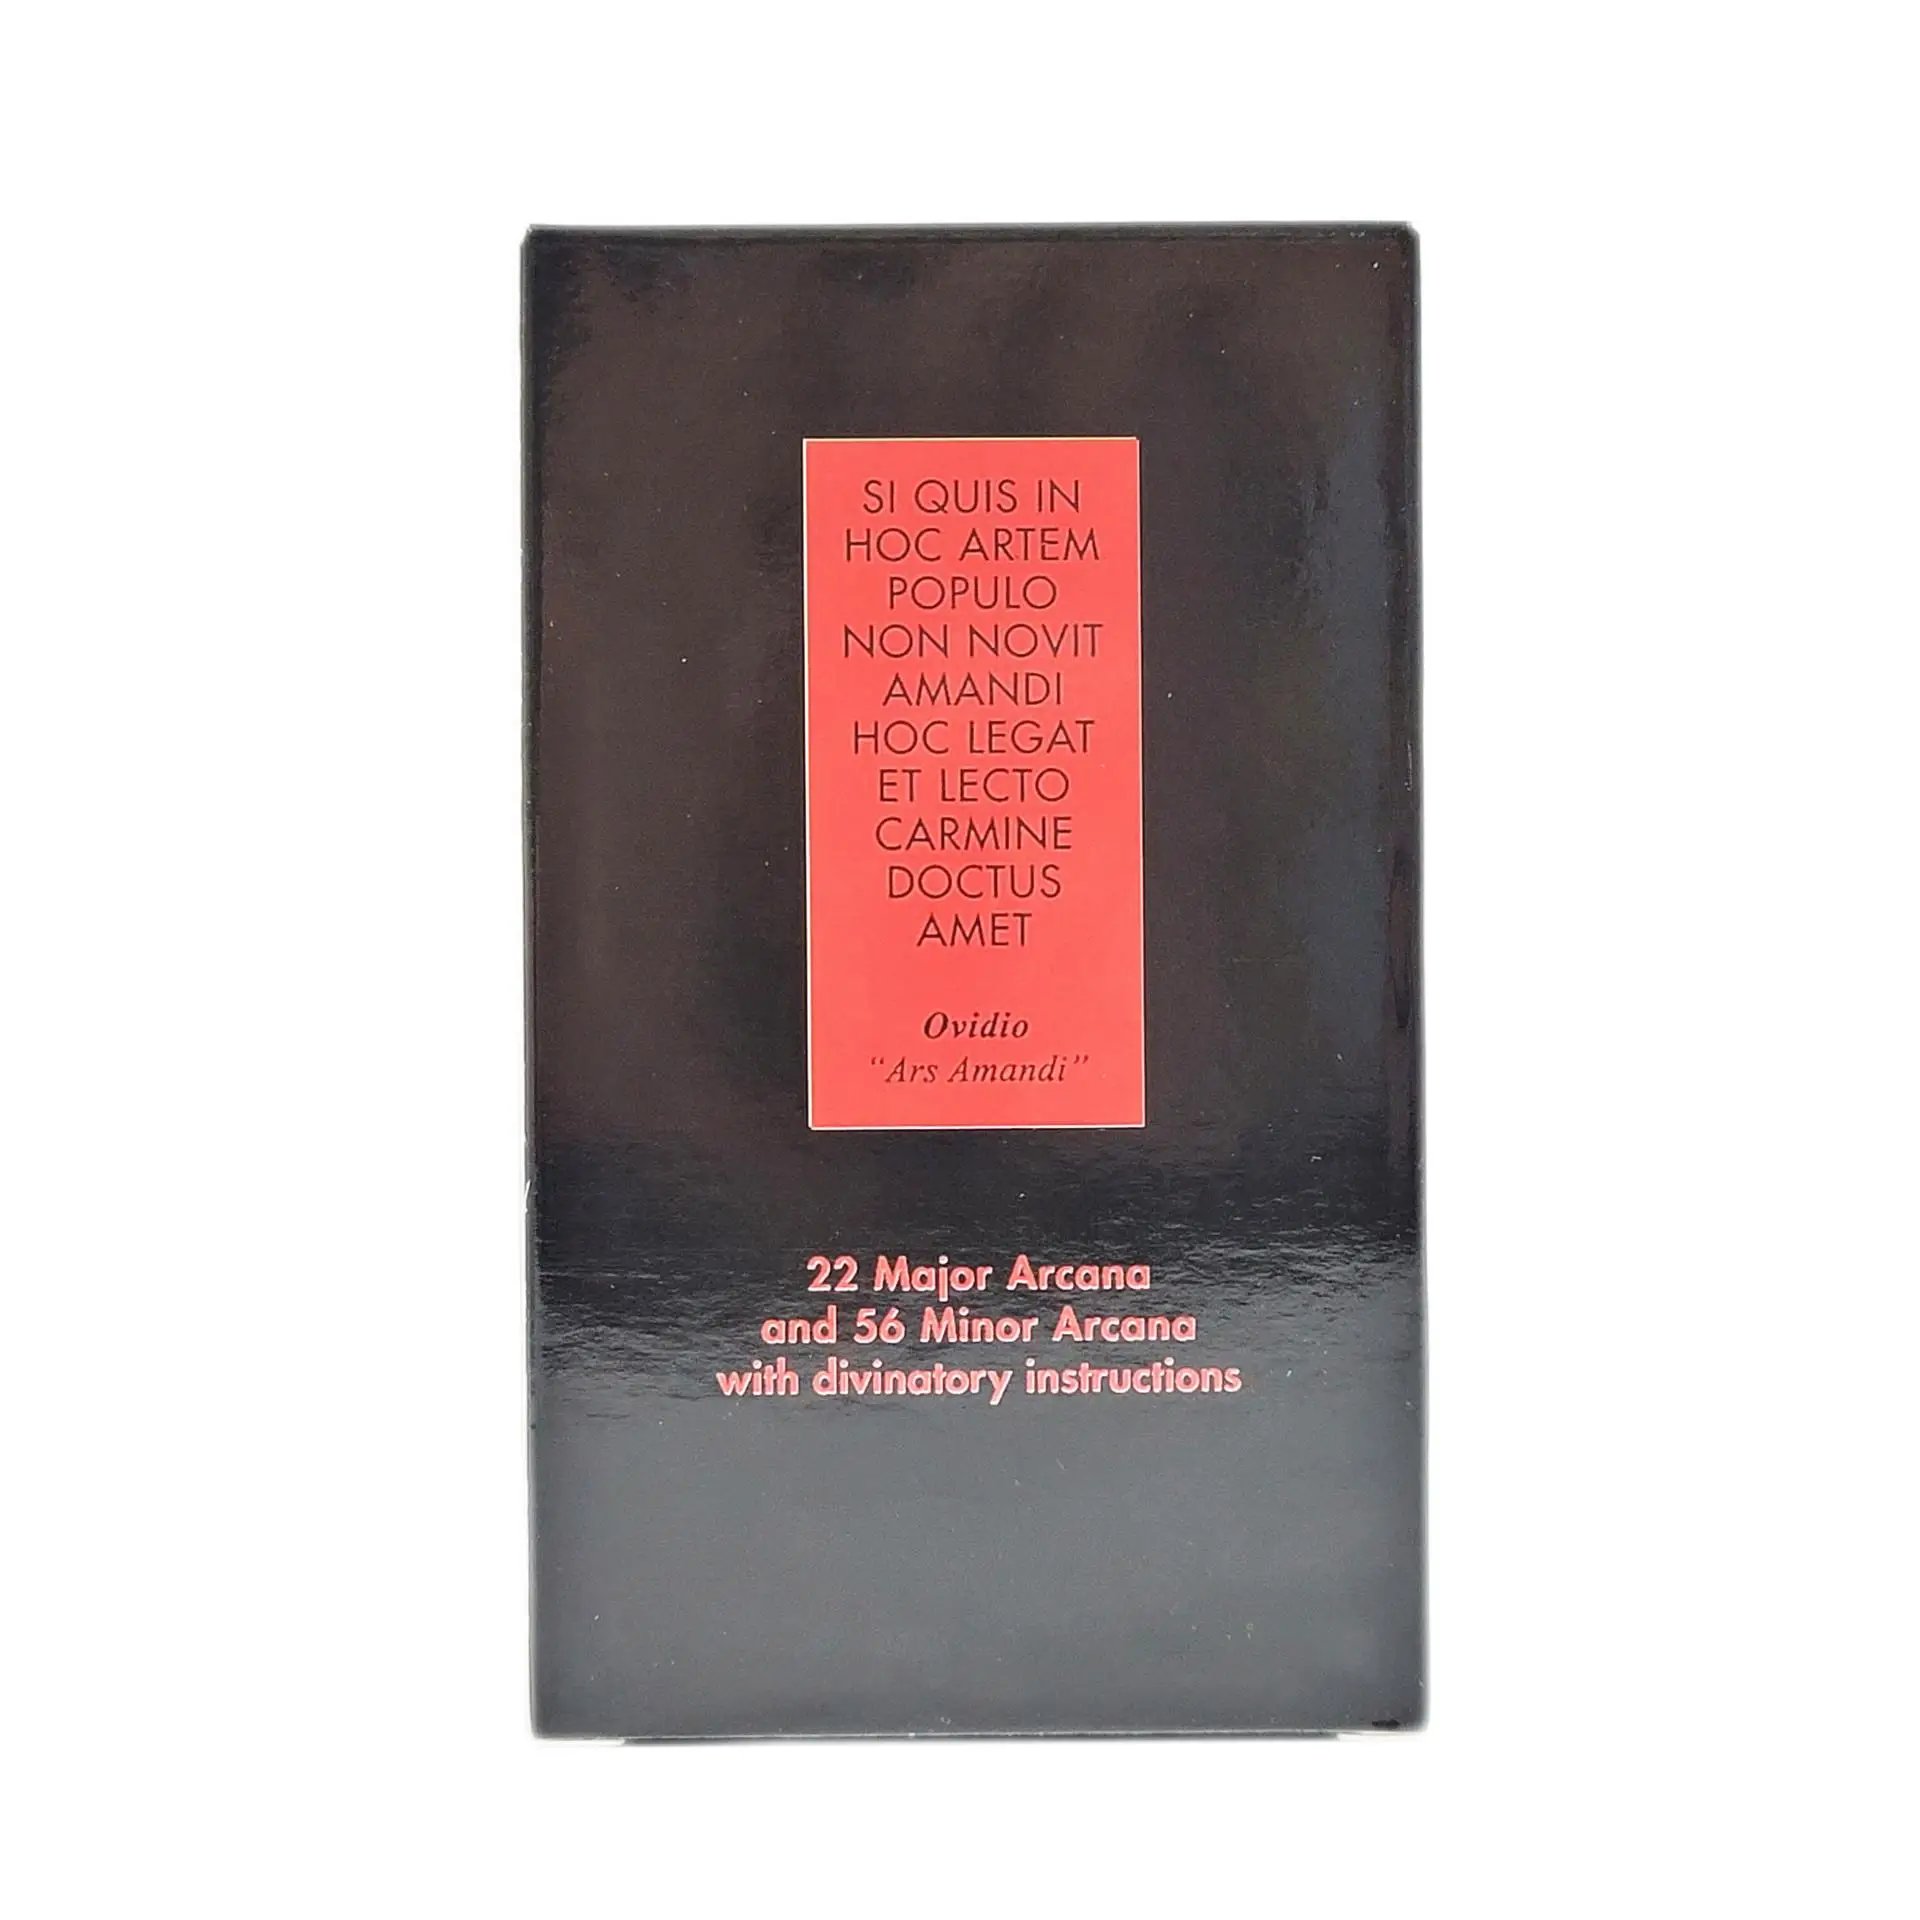 SI QUIS IN
HOC ARTEM
POPULO
NON NOVIT
AMANDI
HOC LEGAT
ET LECTO
CARMINE
DOCTUS
AMET
Ovidio
“Ars Amandi”
22 Major Arcana
and 56 Minor Arcana
with divinatory instructions